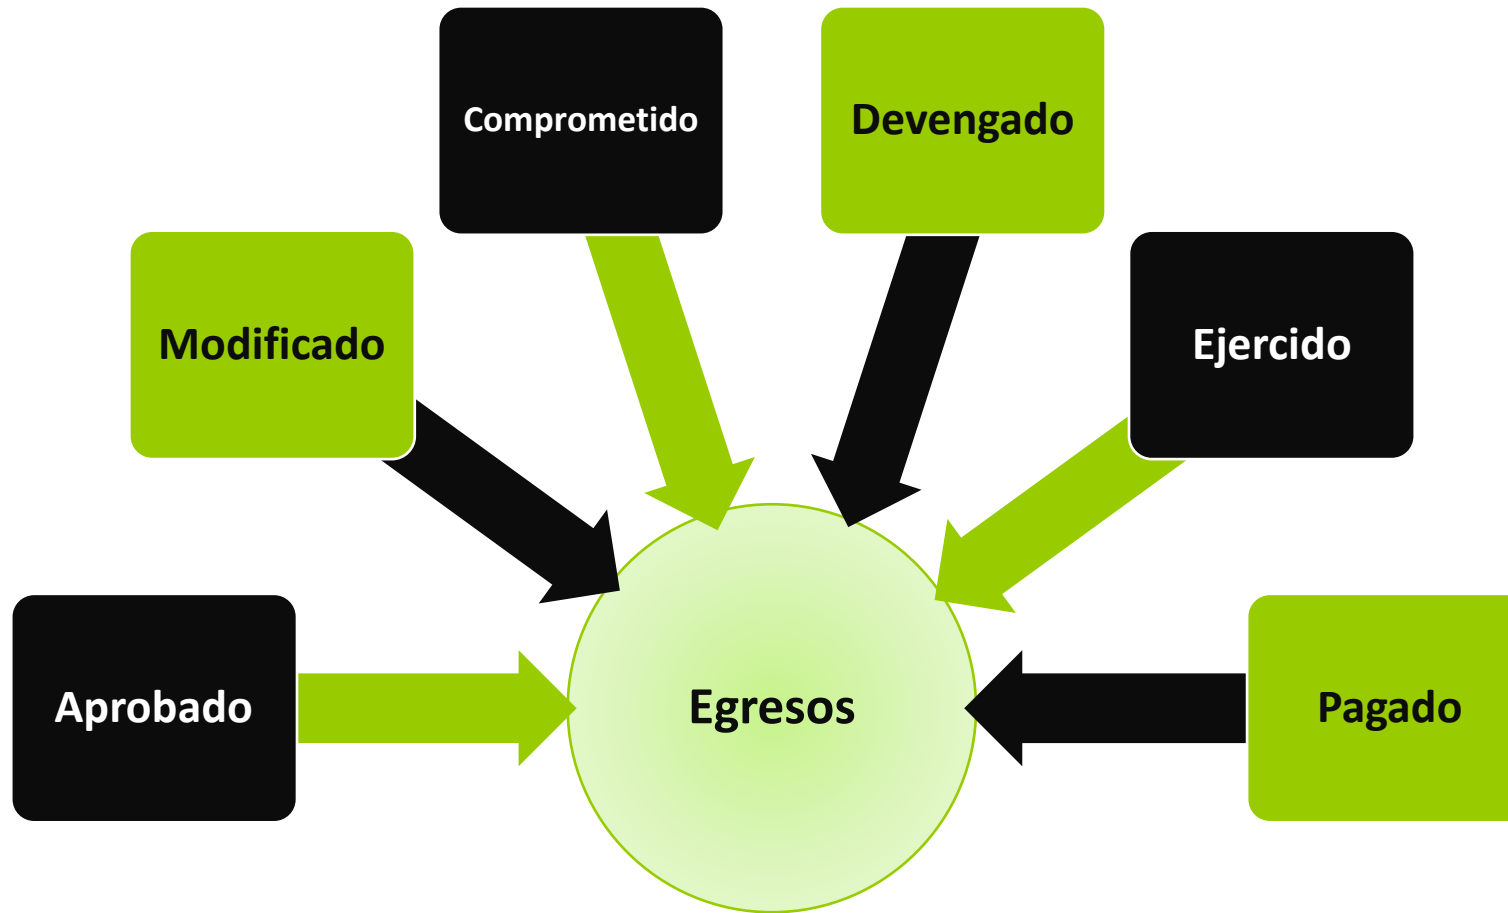 Comprometido
Devengado
Modificado
Ejercido
Aprobado
Egresos
Pagado